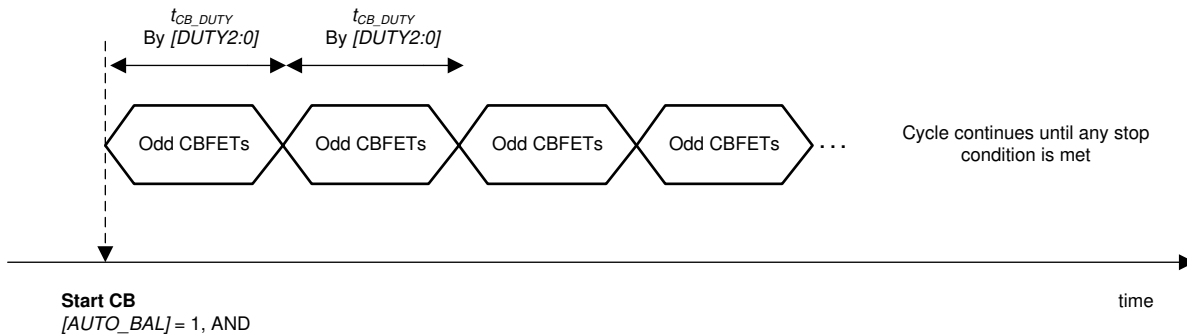 tCB_DUTY tCB_DUTY
By [DUTY2:0] By [DUTY2:0]
Odd CBFETs Odd CBFETs Odd CBFETs Odd CBFETs ... Cycle continues until any stop
condition is met
Start CB time
[AUTO_BAL] = 1, AND